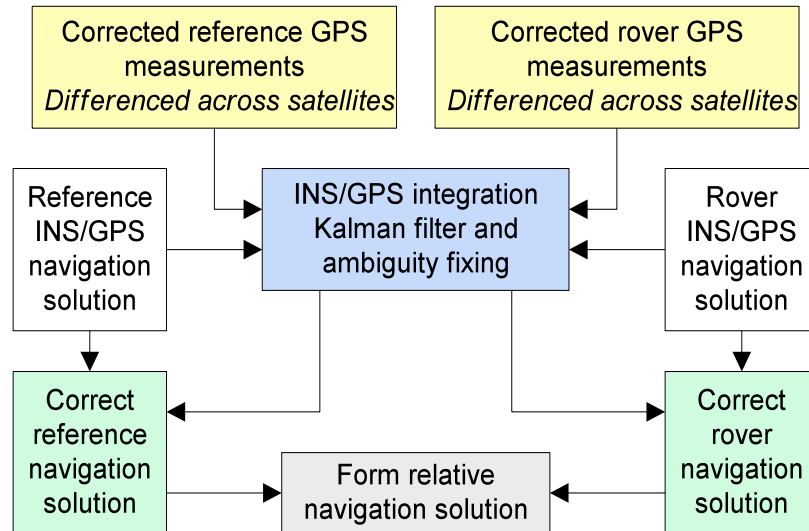 Corrected reference GPS
measurements
Differenced across satellites
Corrected rover GPS
measurements
Differenced across satellites
Reference
INS/GPS
navigation
solution
INS/GPS integration
Kalman filter and
ambiguity fixing
Rover
INS/GPS
navigation
solution
Correct
reference
navigation
solution
Form relative
navigation solution
Correct
rover
navigation
solution